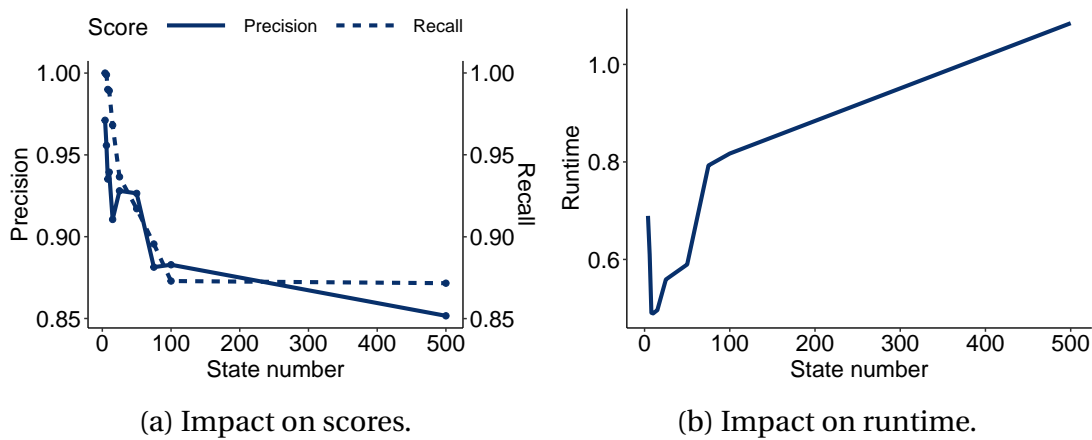 Score Precision Recall
1.00
0.95
0.90
0.85
Precision
1.00
0.95
0.90
0.85
Recall
0 100 200 300 400 500
State number
(a) Impact on scores.
1.0
0.8
0.6
Runtime
0 100 200 300 400 500
State number
(b) Impact on runtime.